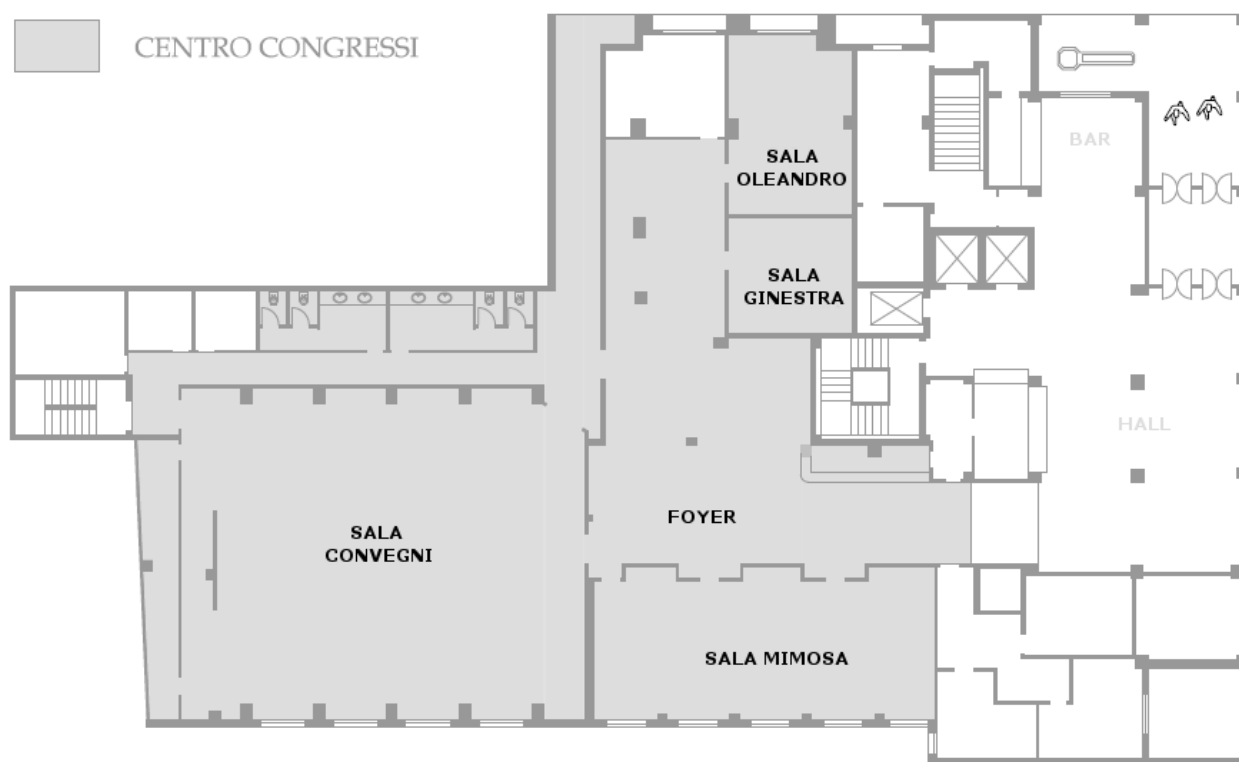 CENTRO CONGRESSI
BAR
SALA
OLEANDRO
SALA
GINESTRA
HALL
FOYER
SALA
CONVEGNI
SALA MIMOSA